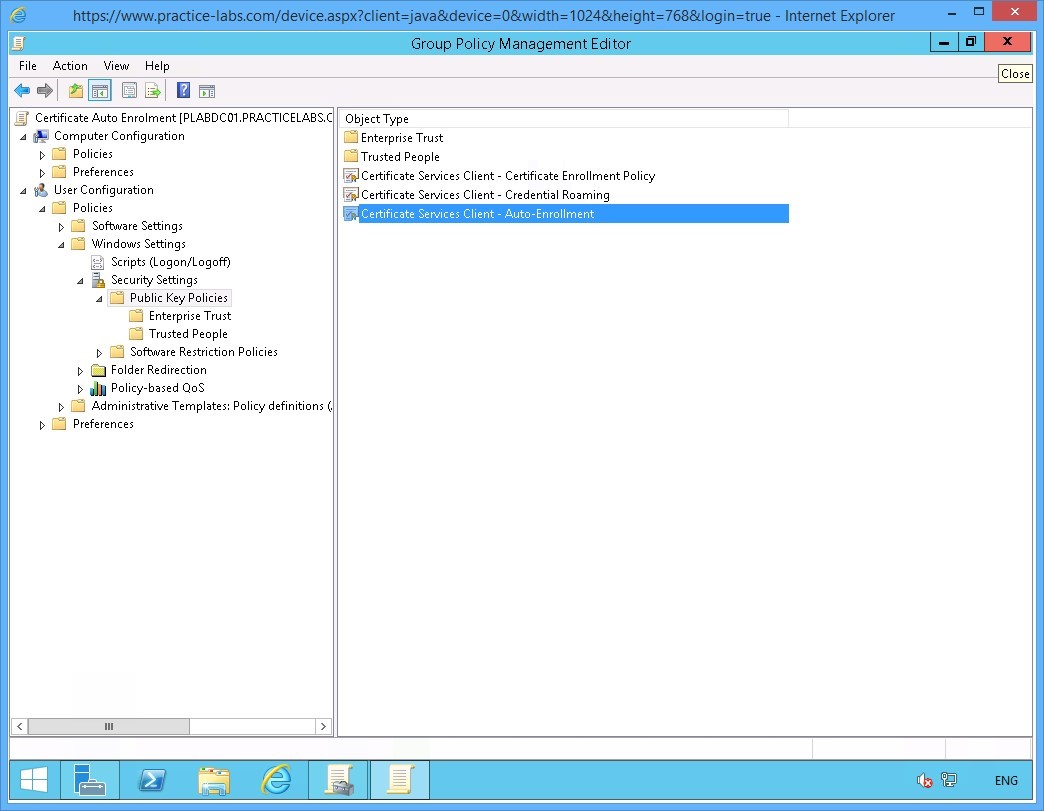 https://www.practice-labs.com/device.aspx?client=java&device=0&width=1024&height=768&login=true - Internet Explorer
Group Policy Management Editor
File Action View Help
Close
Certificate Auto Enrolment [PLABDC01.PRACTICELABS.C
Computer Configuration
Policies
Preferences
User Configuration
Policies
Software Settings
Windows Settings
Scripts (Logon/Logoff)
Security Settings
Public Key Policies
Enterprise Trust
Trusted People
Software Restriction Policies
Folder Redirection
Policy-based QoS
Administrative Templates: Policy definitions (.
Preferences
Object Type
Enterprise Trust
Trusted People
Certificate Services Client - Certificate Enrollment Policy
Certificate Services Client - Credential Roaming
Certificate Services Client - Auto-Enrollment
ENG